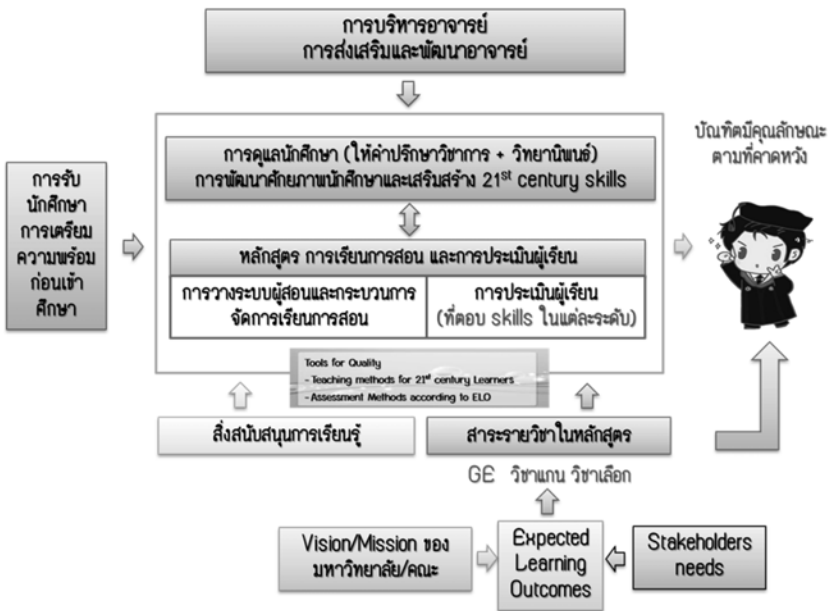 การบริหารอาจารย์
การส่งเสริมและพัฒนาอาจารย์
บัณฑิตมีคุณลักษณะ
ตามที่คาดหวัง
การรับ
นักศึกษา
การเตรียม
ความพร้อม
ก่อนเข้า
ศึกษา
การดูแลนักศึกษา (ให้คำปรึกษาวิชาการ + วิทยานิพนธ์)
การพัฒนาศักยภาพนักศึกษาและเสริมสร้าง 21st century skills
หลักสูตร การเรียนการสอน และการประเมินผู้เรียน
การวางระบบผู้สอนและกระบวนการ
จัดการเรียนการสอน
การประเมินผู้เรียน
(ที่ตอบ skills ในแต่ละระดับ)
Tools for Quality
- Teaching methods for 21st century Learners
- Assessment Methods according to ELO
สิ่งสนับสนุนการเรียนรู้
สาระรายวิชาในหลักสูตร
GE วิชาแกน วิชาเลือก
Vision/Mission ของ
มหาวิทยาลัย/คณะ
Expected
Learning
Outcomes
Stakeholders
needs